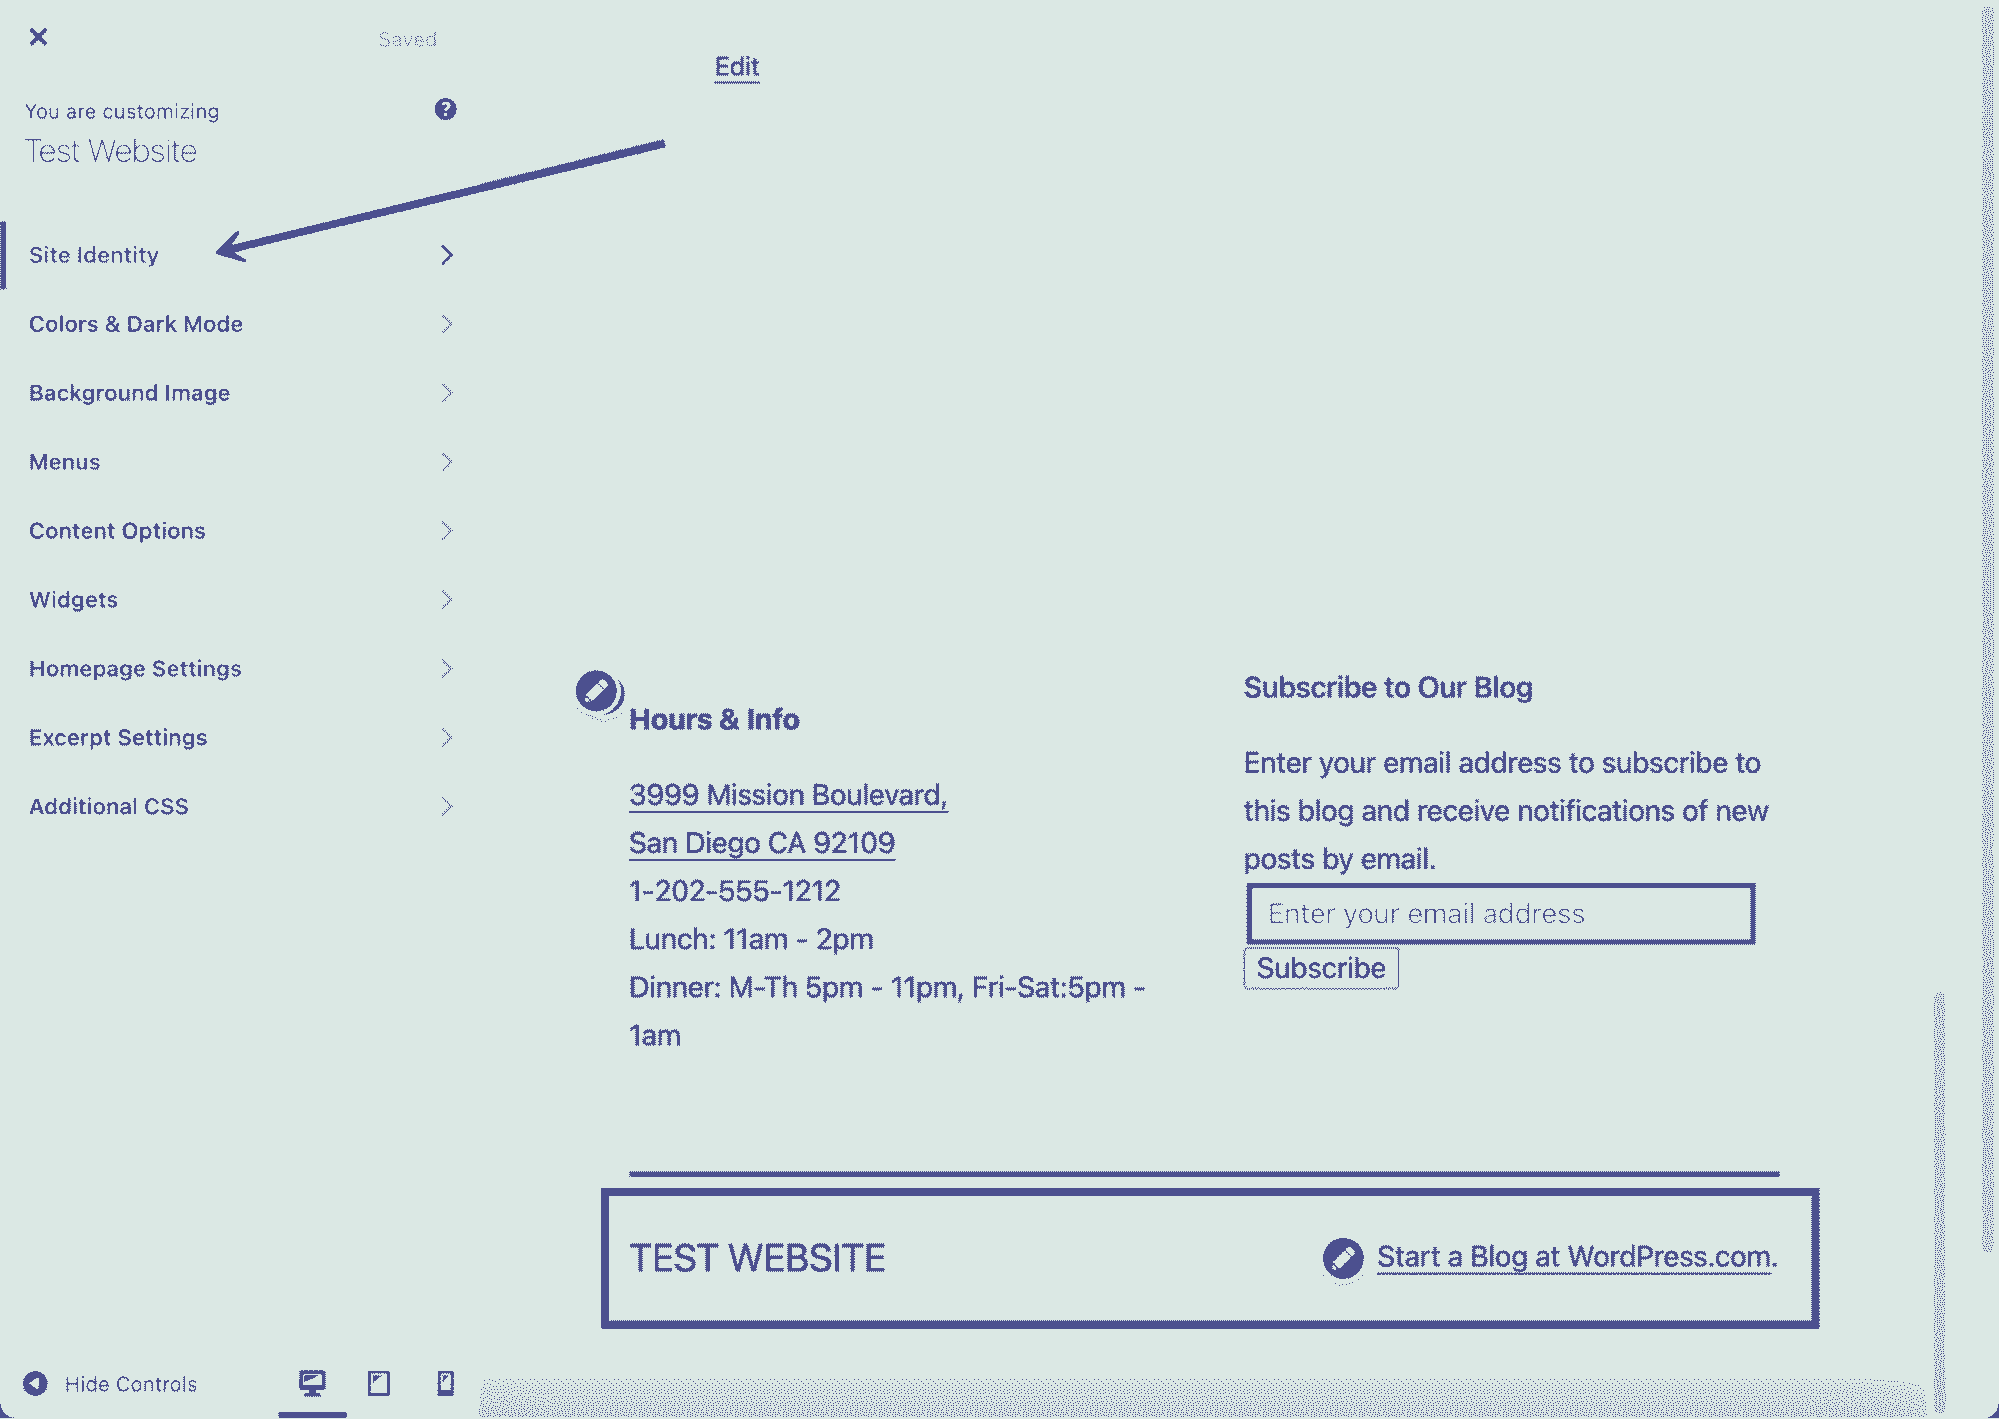 Saved
Edit
You are customizing
Test Website
Site Identity
Colors & Dark Mode
Background Image
Menus
Content Options
Widgets
Homepage Settings
Excerpt Settings
Additional CSS
Hours & Info
3999 Mission Boulevard,
San Diego CA 92109
1-202-555-1212
Lunch: 11am - 2pm
Dinner: M-Th 5pm - 11pm, Fri-Sat:5pm -
1am
Subscribe to Our Blog
Enter your email address to subscribe to
this blog and receive notifications of new
posts by email.
Enter your email address
Subscribe
TEST WEBSITE
Start a Blog at WordPress.com.
Hide Controls